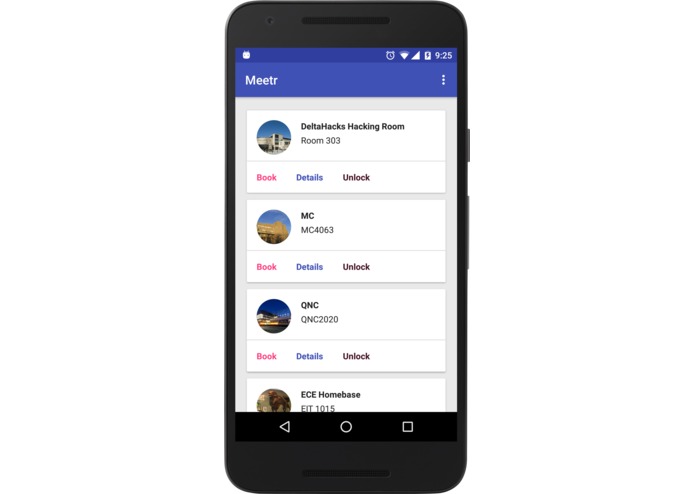 9:25
Meetr
DeltaHacks Hacking Room
Room 303
Book Details Unlock
MC
MC4063
Book Details Unlock
QNC
QNC2020
Book Details Unlock
ECE Homebase
EIT 1015